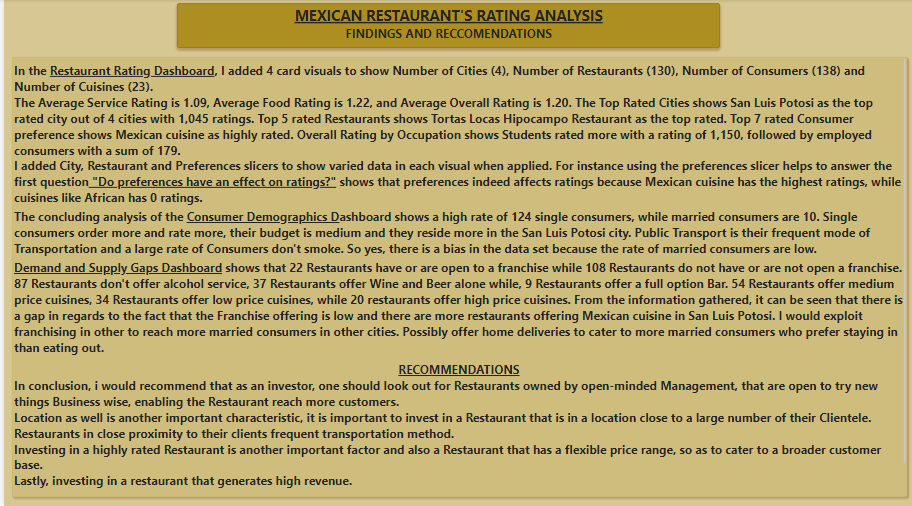 MEXICAN RESTAURANT'S RATING ANALYSIS
FINDINGS AND RECCOMENDATIONS
In the Restaurant Rating Dashboard, I added 4 card visuals to show Number of Cities (4), Number of Restaurants (130), Number of Consumers (138) and
Number of Cuisines (23).
The Average Service Rating is 1.09, Average Food Rating is 1.22, and Average Overall Rating is 1.20. The Top Rated Cities shows San Luis Potosi as the top
rated city out of 4 cities with 1,045 ratings. Top 5 rated Restaurants shows Tortas Locas Hipocampo Restaurant as the top rated. Top 7 rated Consumer
preference shows Mexican cuisine as highly rated. Overall Rating by Occupation shows Students rated more with a rating of 1,150, followed by employed
consumers with a sum of 179.
I added City, Restaurant and Preferences slicers to show varied data in each visual when applied. For instance using the preferences slicer helps to answer the
first question "Do preferences have an effect on ratings?" shows that preferences indeed affects ratings because Mexican cuisine has the highest ratings, while
cuisines like African has 0 ratings.
The concluding analysis of the Consumer Demographics Dashboard shows a high rate of 124 single consumers, while married consumers are 10. Single
consumers order more and rate more, their budget is medium and they reside more in the San Luis Potosi city. Public Transport is their frequent mode of
Transportation and a large rate of Consumers don't smoke. So yes, there is a bias in the data set because the rate of married consumers are low.
Demand and Supply Gaps Dashboard shows that 22 Restaurants have or are open to a franchise while 108 Restaurants do not have or are not open a franchise.
87 Restaurants don't offer alcohol service, 37 Restaurants offer Wine and Beer alone while, 9 Restaurants offer a full option Bar. 54 Restaurants offer medium
price cuisines, 34 Restaurants offer low price cuisines, while 20 restaurants offer high price cuisines. From the information gathered, it can be seen that there is
a gap in regards to the fact that the Franchise offering is low and there are more restaurants offering Mexican cuisine in San Luis Potosi. I would exploit
franchising in other to reach more married consumers in other cities. Possibly offer home deliveries to cater to more married consumers who prefer staying in
than eating out.
RECOMMENDATIONS
In conclusion, i would recommend that as an investor, one should look out for Restaurants owned by open-minded Management, that are open to try new
things Business wise, enabling the Restaurant reach more customers.
Location as well is another important characteristic, it is important to invest in a Restaurant that is in a location close to a large number of their Clientele.
Restaurants in close proximity to their clients frequent transportation method.
Investing in a highly rated Restaurant is another important factor and also a Restaurant that has a flexible price range, so as to cater to a broader customer
base.
Lastly, investing in a restaurant that generates high revenue.